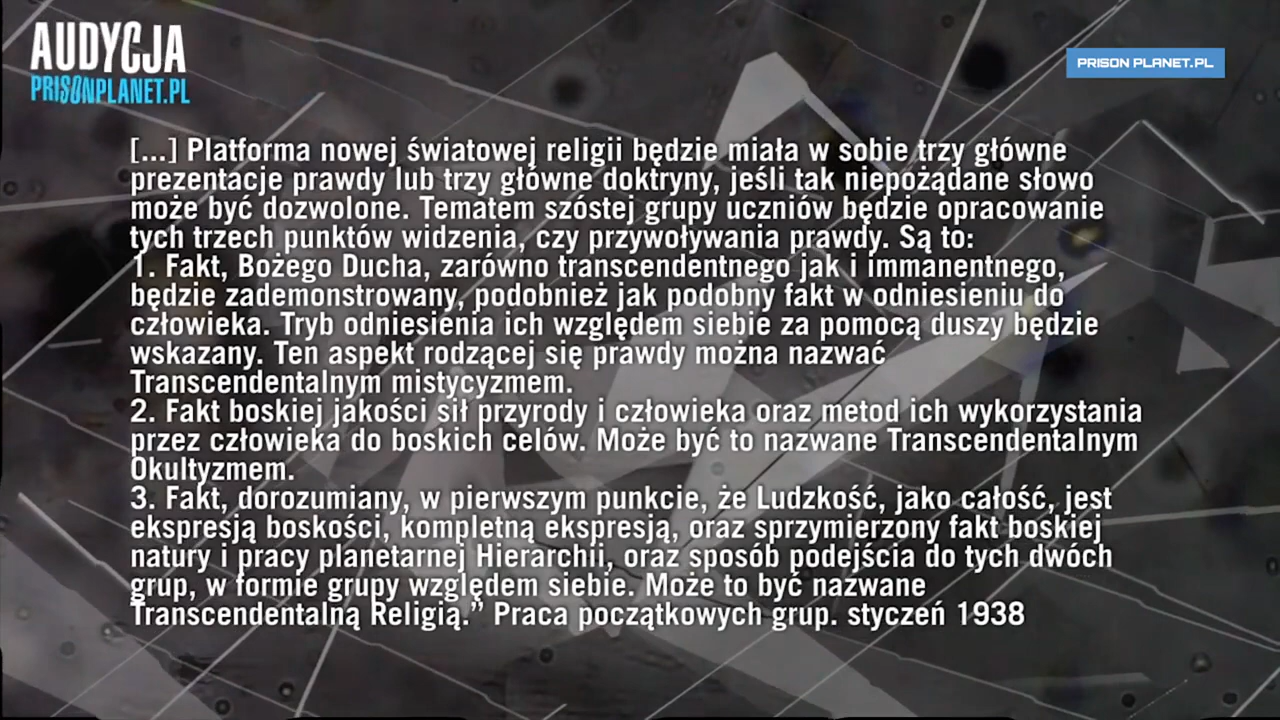 AUDYCJA
PRISONPLANET.PL
PRISON PLANET.PL
[...] Platforma nowej światowej religii będzie miała w sobie trzy główne
prezentacje prawdy lub trzy główne doktryny, jeśli tak niepożądane słowo
może być dozwolone. Tematem szóstej grupy uczniów będzie opracowanie
tych trzech punktów widzenia, czy przywoływania prawdy. Są to:
1. Fakt, Bożego Ducha, zarówno transcendentnego jak i immanentnego,
będzie zademonstrowany, podobnież jak podobny fakt w odniesieniu do
człowieka. Tryb odniesienia ich względem siebie za pomocą duszy będzie
wskazany. Ten aspekt rodzącej się prawdy można nazwać
Transcendentalnym mistycyzmem.
2. Fakt boskiej jakości sił przyrody i człowieka oraz metod ich wykorzystania
przez człowieka do boskich celów. Może być to nazwane Transcendentalnym
Okultyzmem.
3. Fakt, dorozumiany, w pierwszym punkcie, że Ludzkość, jako całość, jest
ekspresją boskości, kompletną ekspresją, oraz sprzymierzony fakt boskiej
natury i pracy planetarnej Hierarchii, oraz sposób podejścia do tych dwóch
grup, w formie grupy względem siebie. Może to być nazwane
Transcendentalną Religią.” Praca początkowych grup. styczeń 1938